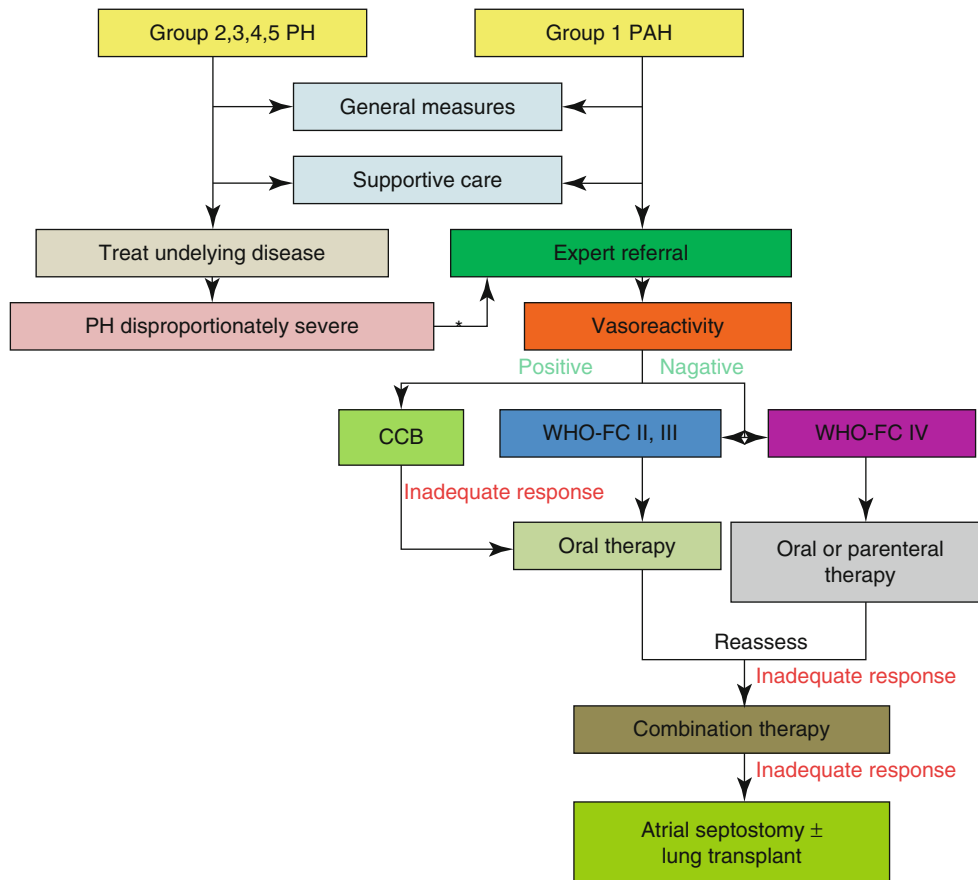 Group 2,3,4,5 PH
Group 1 PAH
General measures
Supportive care
Treat undelying disease
Expert referral
PH disproportionately severe
*
Vasoreactivity
Positive
Nagative
CCB
WHO-FC II, III
WHO-FC IV
Inadequate response
Oral therapy
Oral or parenteral
therapy
Reassess
Inadequate response
Combination therapy
Inadequate response
Atrial septostomy ±
lung transplant